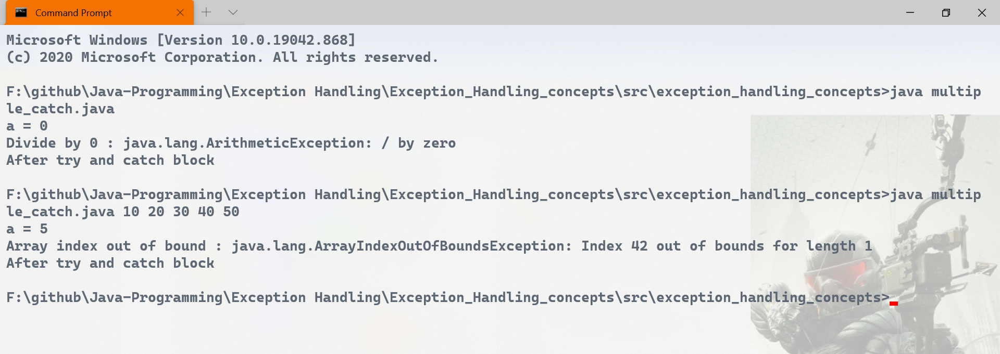 Command Prompt
Microsoft Windows [Version 10.0.19042.868]
(c) 2020 Microsoft Corporation. All rights reserved.
F:\github\Java-Programming\Exception Handling\Exception_Handling_concepts\src\exception_handling_concepts>java multip
le_catch.java
a = 0
Divide by 0 : java.lang.ArithmeticException: / by zero
After try and catch block
F:\github\Java-Programming\Exception Handling\Exception_Handling_concepts\src\exception_handling_concepts>java multip
le_catch.java 10 20 30 40 50
a = 5
Array index out of bound : java.lang.ArrayIndexOutOfBoundsException: Index 42 out of bounds for length 1
After try and catch block
F:\github\Java-Programming\Exception Handling\Exception_Handling_concepts\src\exception_handling_concepts>